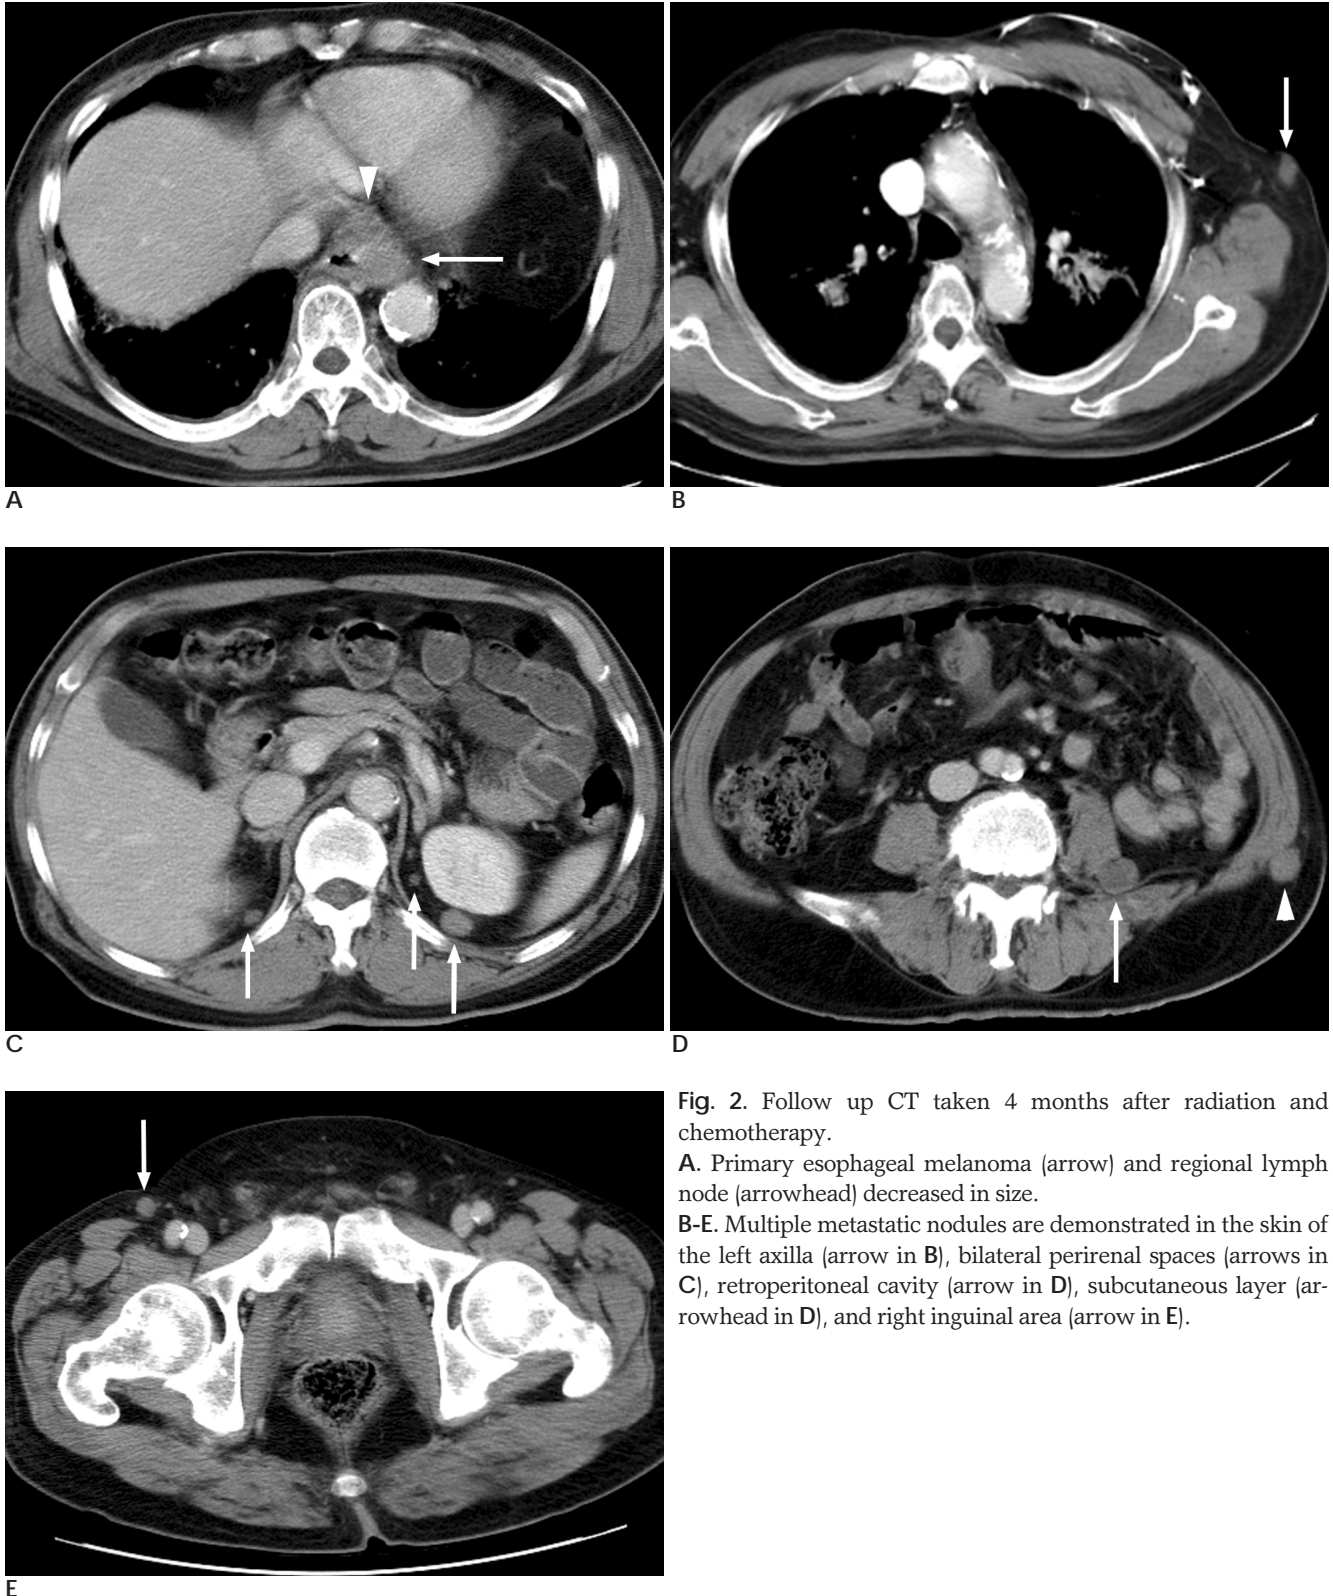 A
B
C
D
Fig. 2. Follow up CT taken 4 months after radiation and
chemotherapy.
A. Primary esophageal melanoma (arrow) and regional lymph
node (arrowhead) decreased in size.
B-E. Multiple metastatic nodules are demonstrated in the skin of
the left axilla (arrow in B), bilateral perirenal spaces (arrows in
C), retroperitoneal cavity (arrow in D), subcutaneous layer (ar-
rowhead in D), and right inguinal area (arrow in E).
E